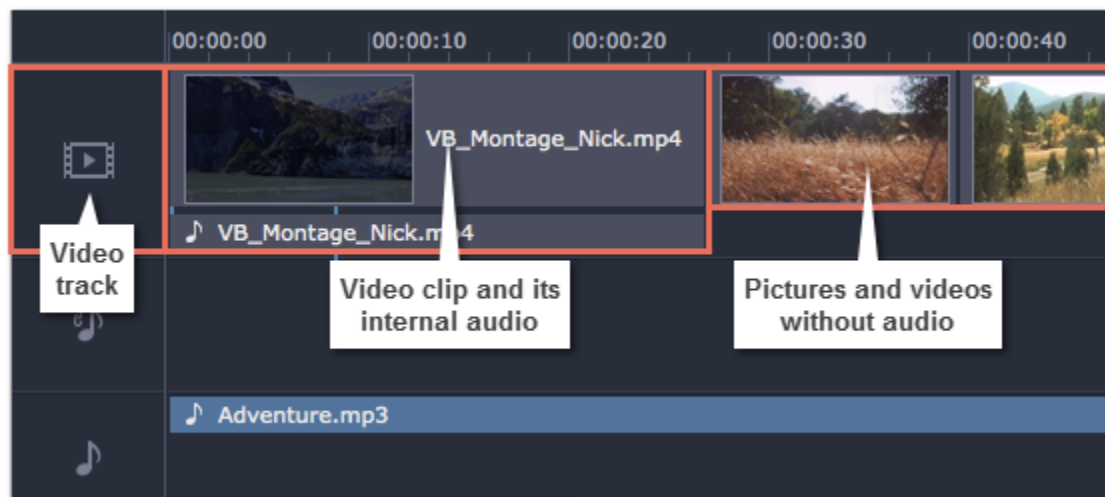 00:00:00 00:00:10 00:00:20 00:00:30 00:00:40
VB_Montage_Nick.mp4
VB_Montage_Nick.mp4
Video
track
Video clip and its
internal audio
Pictures and videos
without audio
Adventure.mp3